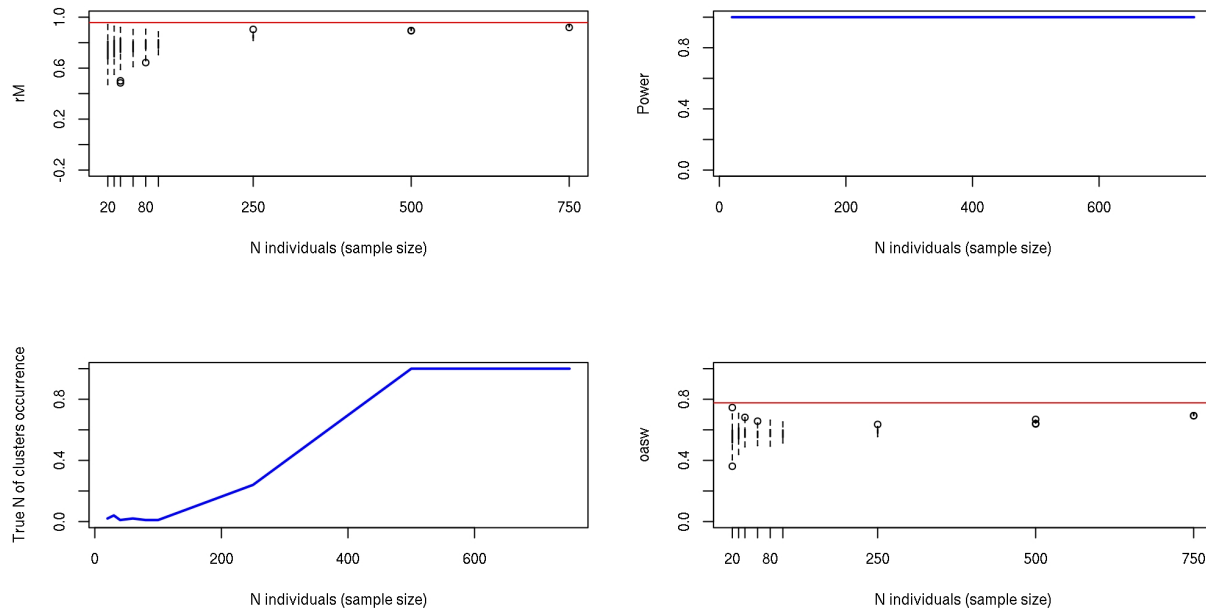 rM
1.0
0.6
0.2
-0.2
20 80 250 500 750
N individuals (sample size)
Power
0.8
0.4
0.0
0 200 400 600
N individuals (sample size)
True N of clusters occurrence
0.8
0.4
0.0
0 200 400 600
N individuals (sample size)
oasw
0.8
0.4
0.0
20 80 250 500 750
N individuals (sample size)